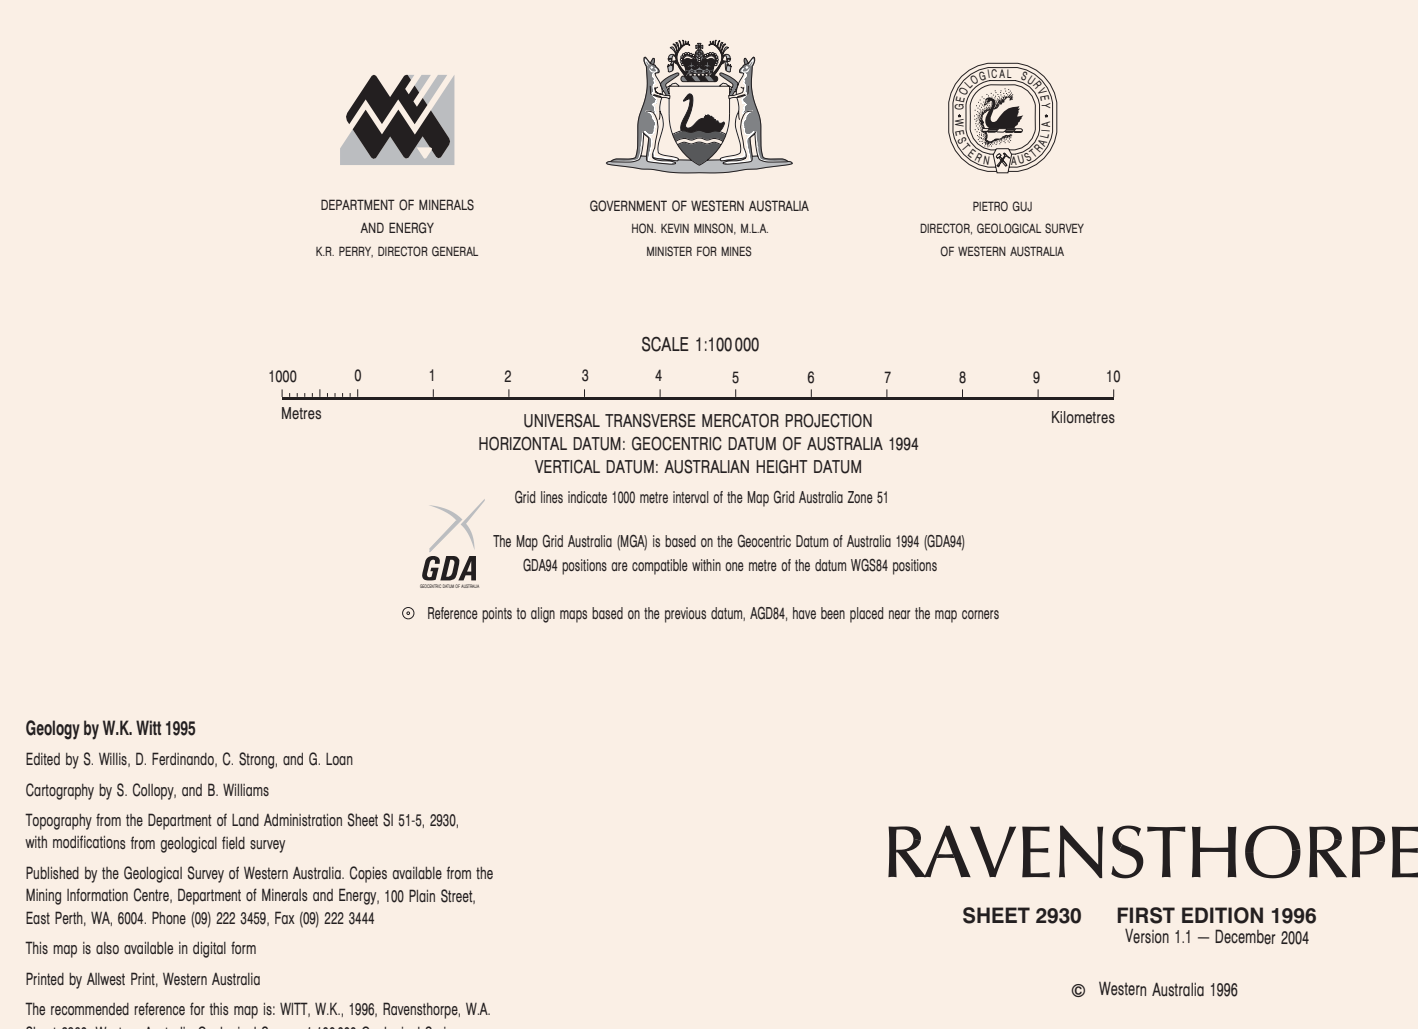 GEOLOGICAL SURVEY
WESTERN AUSTRALIA
DEPARTMENT OF MINERALS
AND ENERGY
K.R. PERRY, DIRECTOR GENERAL
GOVERNMENT OF WESTERN AUSTRALIA
HON. KEVIN MINSON, M.L.A.
MINISTER FOR MINES
PIETRO GUJ
DIRECTOR, GEOLOGICAL SURVEY
OF WESTERN AUSTRALIA
SCALE 1:100 000
1000 0 1 2 3 4 5 6 7 8 9 10
Metres Kilometres
UNIVERSAL TRANSVERSE MERCATOR PROJECTION
HORIZONTAL DATUM: GEOCENTRIC DATUM OF AUSTRALIA 1994
VERTICAL DATUM: AUSTRALIAN HEIGHT DATUM
Grid lines indicate 1000 metre interval of the Map Grid Australia Zone 51
GDA
GEOCENTRIC DATUM OF AUSTRALIA
The Map Grid Australia (MGA) is based on the Geocentric Datum of Australia 1994 (GDA94)
GDA94 positions are compatible within one metre of the datum WGS84 positions
Reference points to align maps based on the previous datum, AGD84, have been placed near the map corners
Geology by W.K. Witt 1995
Edited by S. Willis, D. Ferdinando, C. Strong, and G. Loan
Cartography by S. Collopy, and B. Williams
Topography from the Department of Land Administration Sheet SI 51-5, 2930,
with modifications from geological field survey
Published by the Geological Survey of Western Australia. Copies available from the
Mining Information Centre, Department of Minerals and Energy, 100 Plain Street,
East Perth, WA, 6004. Phone (09) 222 3459, Fax (09) 222 3444
This map is also available in digital form
Printed by Allwest Print, Western Australia
The recommended reference for this map is: WITT, W.K., 1996, Ravensthorpe, W.A.
RAVENSTHORPE
SHEET 2930 FIRST EDITION 1996
Version 1.1 — December 2004
© Western Australia 1996